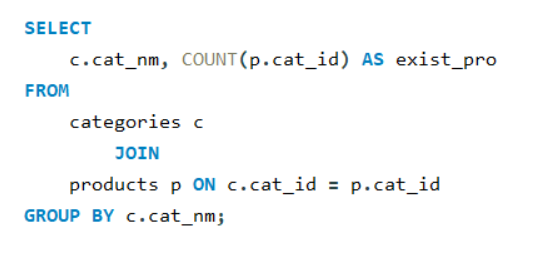 SELECT
c.cat_nm, COUNT(p.cat_id) AS exist_pro
FROM
categories c
JOIN
products p ON c.cat_id = p.cat_id
GROUP BY c.cat_nm;